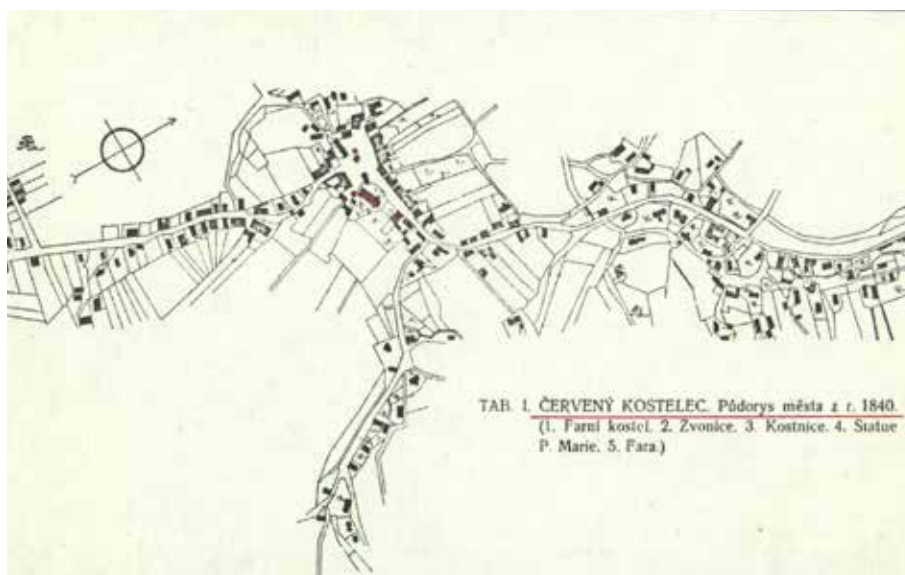 TAB. I. ČERVENÝ KOSTELEC. Půdorys města z r. 1840.
(1. Farní kostel. 2. Zvonice. 3. Kostnice. 4. Statue
P. Marie. 5. Fara.)